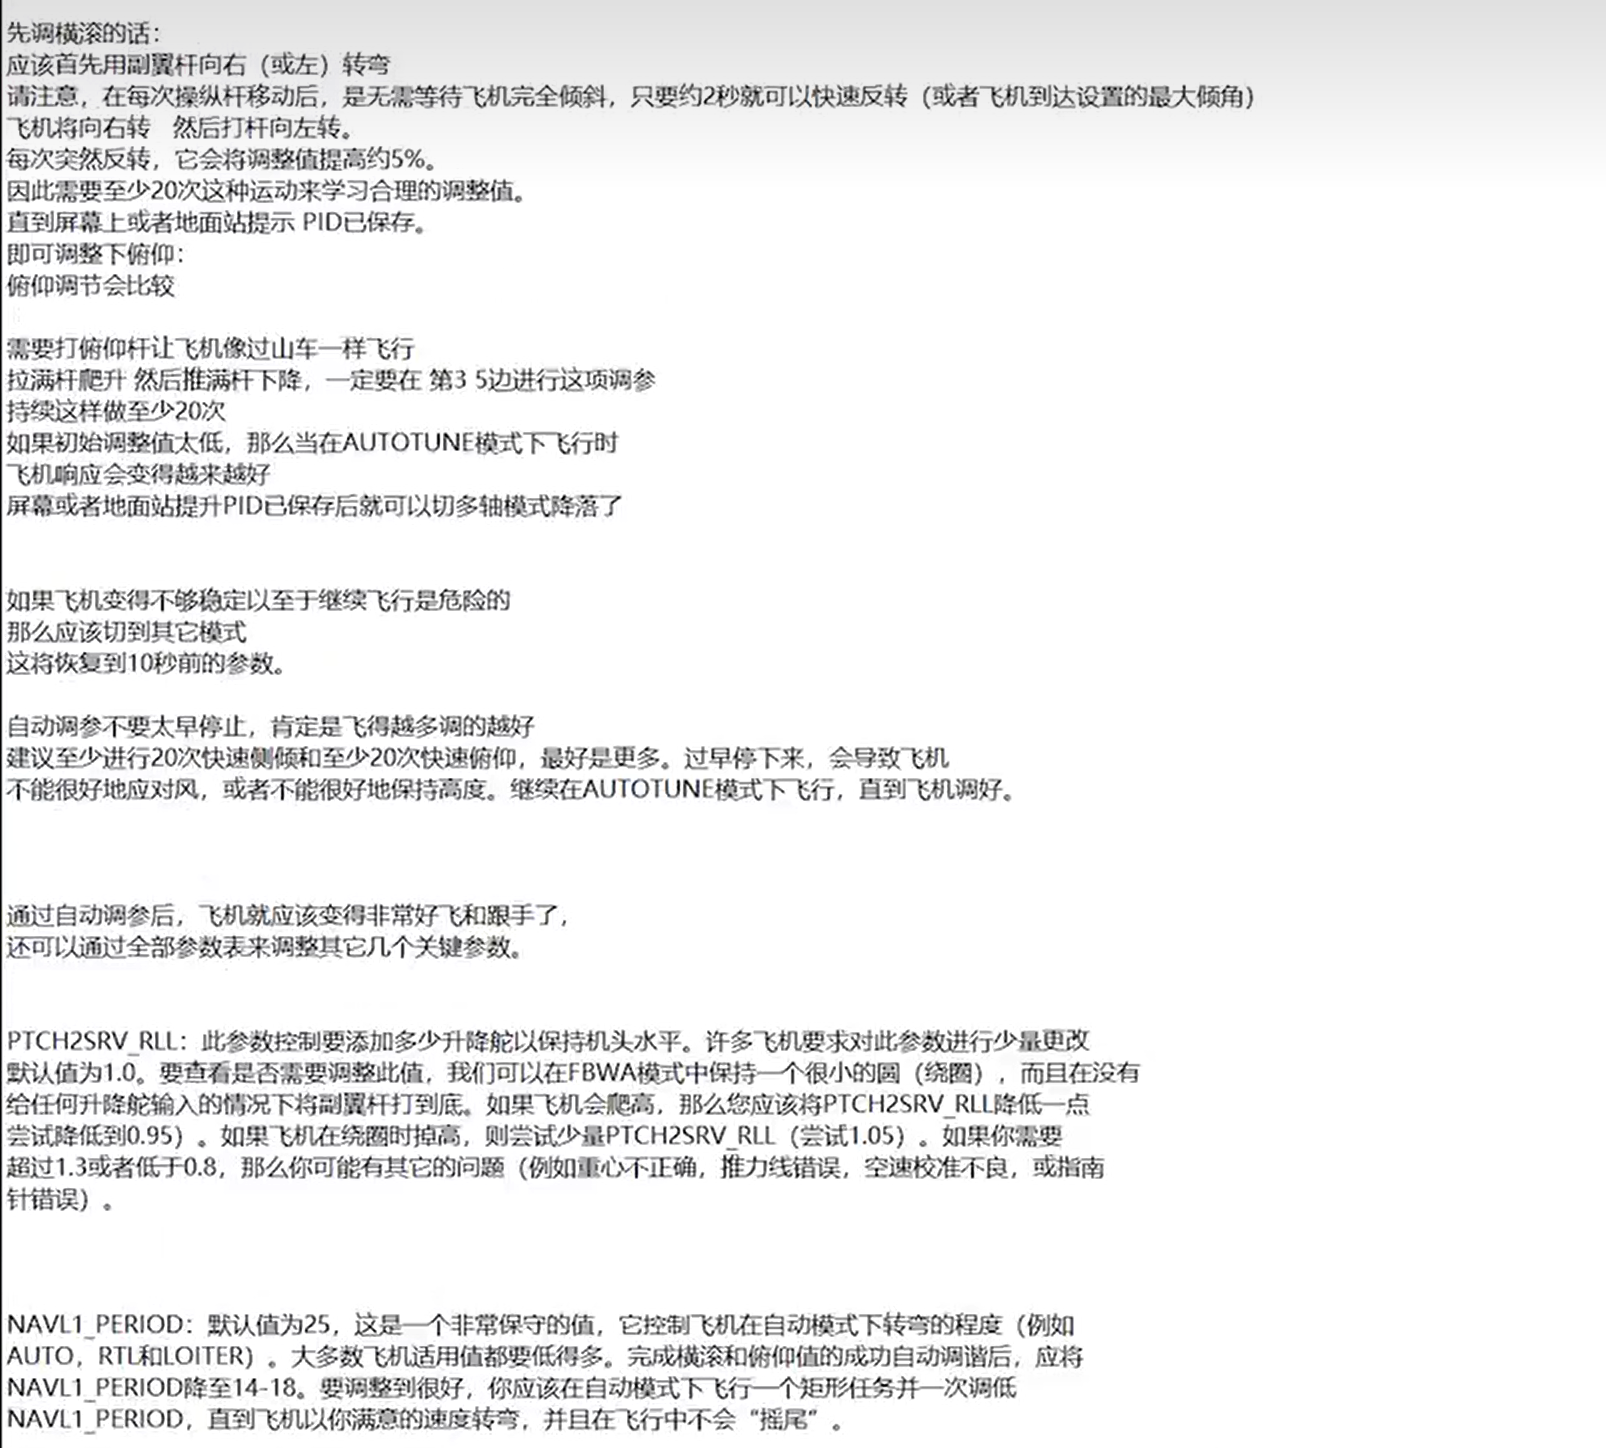 先调横滚的话：
应该首先用副翼杆向右（或左）转弯
请注意，在每次操纵杆移动后，是无需等待飞机完全倾斜，只要约2秒就可以快速反转（或者飞机到达设置的最大倾角）
飞机将向右转　然后打杆向左转。
每次突然反转，它会将调整值提高约5%。
因此需要至少20次这种运动来学习合理的调整值。
直到屏幕上或者地面站提示 PID已保存。
即可调整下俯仰：
俯仰调节会比较
需要打俯仰杆让飞机像过山车一样飞行
拉满杆爬升 然后推满杆下降，一定要在 第3 5边进行这项调参
持续这样做至少20次
如果初始调整值太低，那么当在AUTOTUNE模式下飞行时
飞机响应会变得越来越好
屏幕或者地面站提升PID已保存后就可以切多轴模式降落了
如果飞机变得不够稳定以至于继续飞行是危险的
那么应该切到其它模式
这将恢复到10秒前的参数。
自动调参不要太早停止，肯定是飞得越多调的越好
建议至少进行20次快速侧倾和至少20次快速俯仰，最好是更多。过早停下来，会导致飞机
不能很好地应对风，或者不能很好地保持高度。继续在AUTOTUNE模式下飞行，直到飞机调好。
通过自动调参后，飞机就应该变得非常好飞和跟手了，
还可以通过全部参数表来调整其它几个关键参数。
PTCH2SRV_RLL：此参数控制要添加多少升降舵以保持机头水平。许多飞机要求对此参数进行少量更改
默认值为1.0。要查看是否需要调整此值，我们可以在FBWA模式中保持一个很小的圆（绕圈），而且在没有
给任何升降舵输入的情况下将副翼杆打到底。如果飞机会爬高，那么您应该将PTCH2SRV_RLL降低一点
尝试降低到0.95）。如果飞机在绕圈时掉高，则尝试少量PTCH2SRV_RLL（尝试1.05）。如果你需要
超过1.3或者低于0.8，那么你可能有其它的问题（例如重心不正确，推力线错误，空速校准不良，或指南
针错误）。
NAVL1_PERIOD：默认值为25，这是一个非常保守的值，它控制飞机在自动模式下转弯的程度（例如
AUTO，RTL和LOITER）。大多数飞机适用值都要低得多。完成横滚和俯仰值的成功自动调谐后，应将
NAVL1_PERIOD降至14-18。要调整到很好，你应该在自动模式下飞行一个矩形任务并一次调低
NAVL1_PERIOD，直到飞机以你满意的速度转弯，并且在飞行中不会“摇尾”。